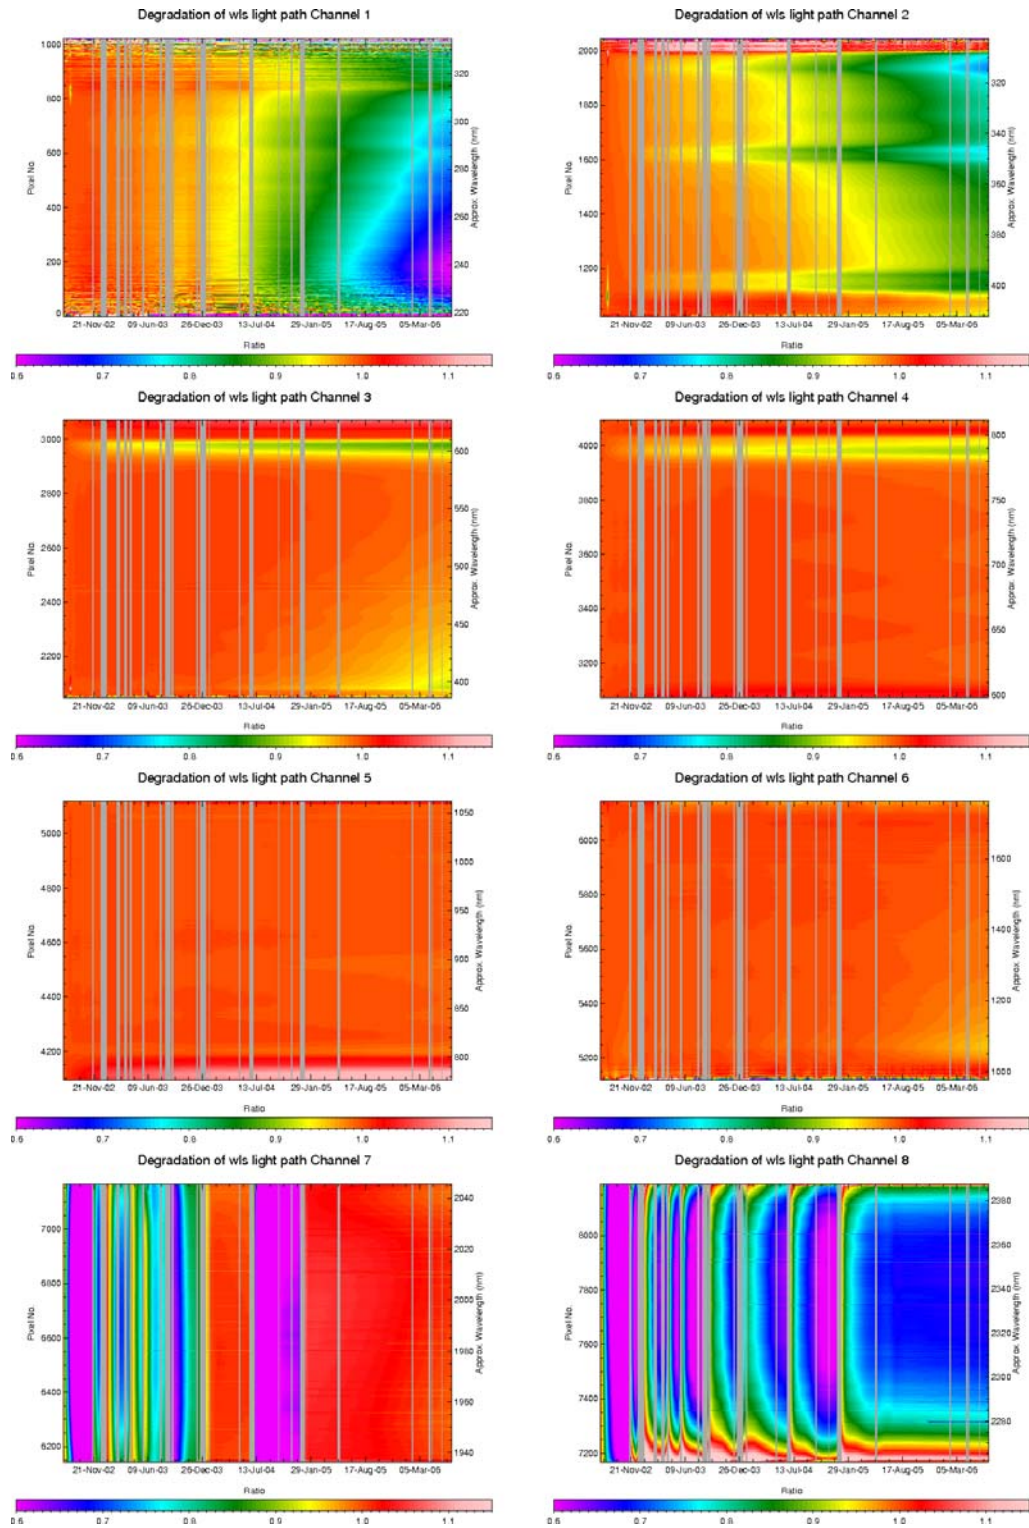 Degradation of wls light path Channel 1
Degradation of wls light path Channel 2
Pixel No.
1000
800
600
400
200
0
320
300
280
260
240
220
Approx. Wavelength (nm)
21-Nov-02 09-Jun-03 26-Dec-03 13-Jul-04 29-Jan-05 17-Aug-05 05-Mar-06
Ratio
0.6 0.7 0.8 0.9 1.0 1.1
Pixel No.
2000
1800
1600
1400
1200
320
340
360
380
400
Approx. Wavelength (nm)
21-Nov-02 09-Jun-03 26-Dec-03 13-Jul-04 29-Jan-05 17-Aug-05 05-Mar-06
Ratio
0.6 0.7 0.8 0.9 1.0 1.1
Degradation of wls light path Channel 3
Degradation of wls light path Channel 4
Pixel No.
3000
2800
2600
2400
2200
600
550
500
450
400
Approx. Wavelength (nm)
21-Nov-02 09-Jun-03 26-Dec-03 13-Jul-04 29-Jan-05 17-Aug-05 05-Mar-06
Ratio
0.6 0.7 0.8 0.9 1.0 1.1
Pixel No.
4000
3800
3600
3400
3200
800
750
700
650
600
Approx. Wavelength (nm)
21-Nov-02 09-Jun-03 26-Dec-03 13-Jul-04 29-Jan-05 17-Aug-05 05-Mar-06
Ratio
0.6 0.7 0.8 0.9 1.0 1.1
Degradation of wls light path Channel 5
Degradation of wls light path Channel 6
Pixel No.
5000
4800
4600
4400
4200
1050
1000
950
900
850
800
Approx. Wavelength (nm)
21-Nov-02 09-Jun-03 26-Dec-03 13-Jul-04 29-Jan-05 17-Aug-05 05-Mar-06
Ratio
0.6 0.7 0.8 0.9 1.0 1.1
Pixel No.
6000
5800
5600
5400
5200
1600
1400
1200
1000
Approx. Wavelength (nm)
21-Nov-02 09-Jun-03 26-Dec-03 13-Jul-04 29-Jan-05 17-Aug-05 05-Mar-06
Ratio
0.6 0.7 0.8 0.9 1.0 1.1
Degradation of wls light path Channel 7
Degradation of wls light path Channel 8
Pixel No.
7000
6800
6600
6400
6200
2040
2020
2000
1980
1960
1940
Approx. Wavelength (nm)
21-Nov-02 09-Jun-03 26-Dec-03 13-Jul-04 29-Jan-05 17-Aug-05 05-Mar-06
Ratio
0.6 0.7 0.8 0.9 1.0 1.1
Pixel No.
8000
7800
7600
7400
7200
2380
2360
2340
2320
2300
2280
Approx. Wavelength (nm)
21-Nov-02 09-Jun-03 26-Dec-03 13-Jul-04 29-Jan-05 17-Aug-05 05-Mar-06
Ratio
0.6 0.7 0.8 0.9 1.0 1.1